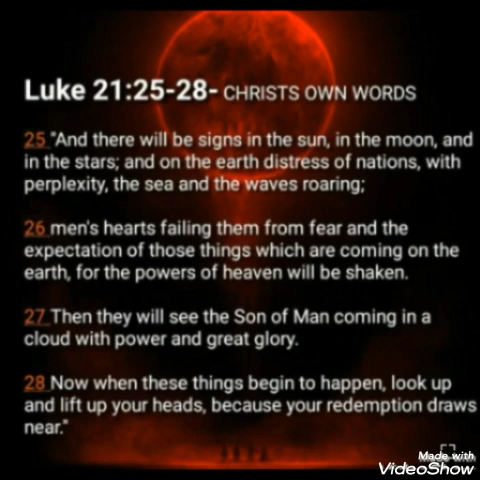 Luke 21:25-28- CHRISTS OWN WORDS
25 "And there will be signs in the sun, in the moon, and
in the stars; and on the earth distress of nations, with
perplexity, the sea and the waves roaring;
26 men's hearts failing them from fear and the
expectation of those things which are coming on the
earth, for the powers of heaven will be shaken.
27 Then they will see the Son of Man coming in a
cloud with power and great glory.
28 Now when these things begin to happen, look up
and lift up your heads, because your redemption draws
near."
Made with
VideoShow